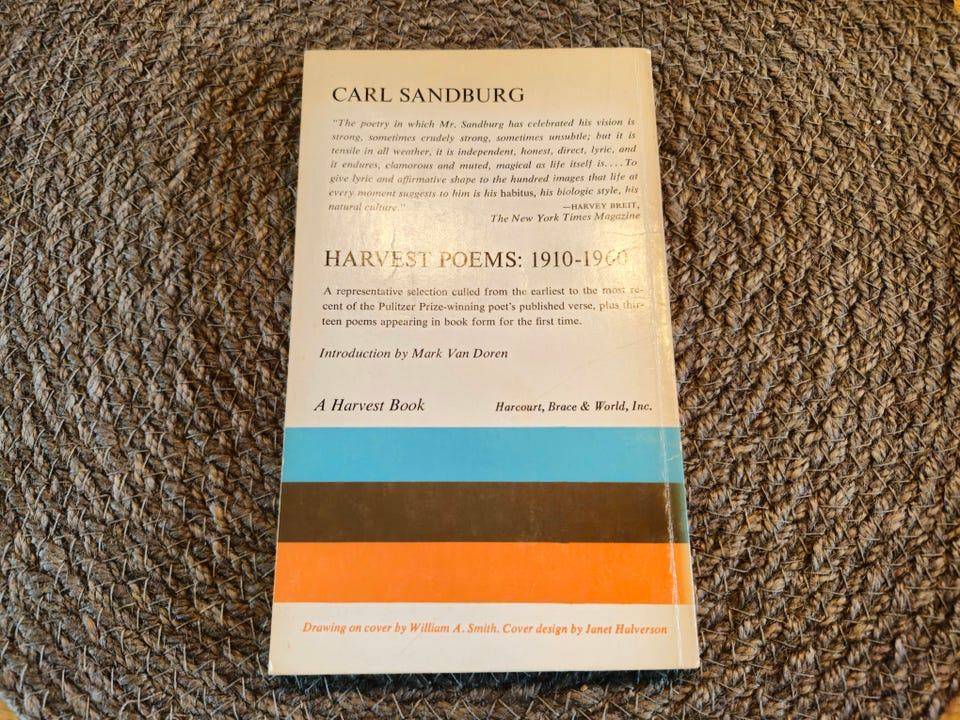 CARL SANDBURG
"The poetry in which Mr. Sandburg has celebrated his vision is
strong, sometimes crudely strong, sometimes unsubtle; but it is
tensile in all weather, it is independent, honest, direct, lyric, and
it endures, clamorous and muted, magical as life itself is. . . . To
give lyric and affirmative shape to the hundred images that life at
every moment suggests to him is his habitus, his biologic style, his
natural culture."
—HARVEY BREIT,
The New York Times Magazine
HARVEST POEMS: 1910-1960
A representative selection culled from the earliest to the most re-
cent of the Pulitzer Prize-winning poet's published verse, plus thir-
teen poems appearing in book form for the first time.
Introduction by Mark Van Doren
A Harvest Book Harcourt, Brace & World, Inc.
Drawing on cover by William A. Smith. Cover design by Janet Halverson